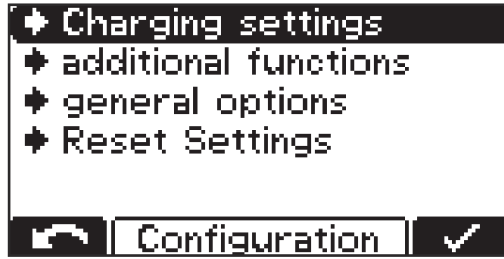 Charging settings
additional functions
general options
Reset Settings
Configuration